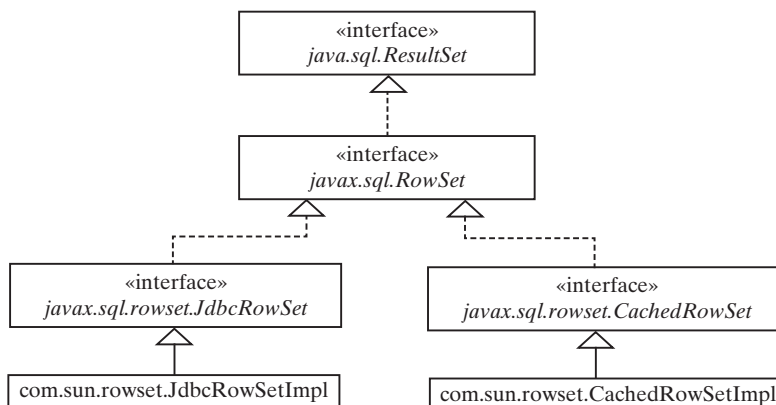 «interface»
java.sql.ResultSet
«interface»
javax.sql.RowSet
«interface»
javax.sql.rowset.JdbcRowSet
«interface»
javax.sql.rowset.CachedRowSet
com.sun.rowset.JdbcRowSetImpl
com.sun.rowset.CachedRowSetImpl